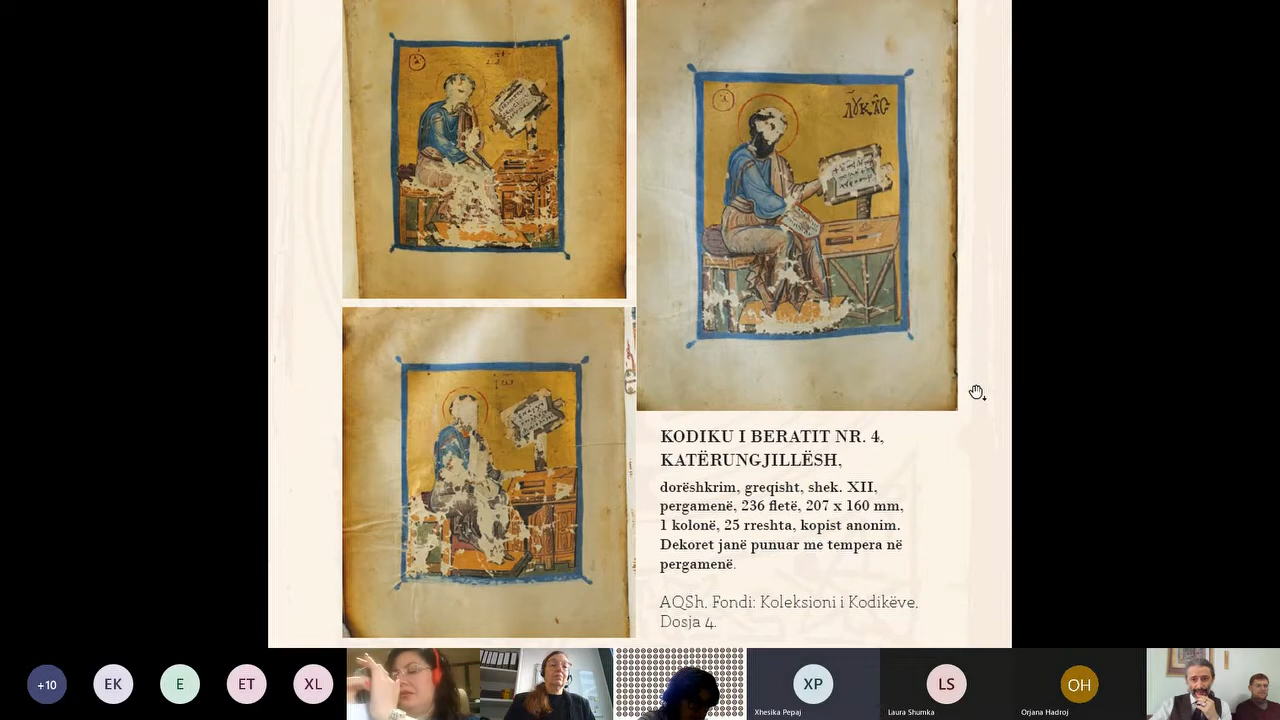 ΛȢΚΑС
KODIKU I BERATIT NR. 4,
KATËRUNGJILLËSH,
dorëshkrim, greqisht, shek. XII,
pergamenë, 236 fletë, 207 x 160 mm,
1 kolonë, 25 rreshta, kopist anonim.
Dekoret janë punuar me tempera në
pergamenë.
AQSh. Fondi: Koleksioni i Kodikëve.
Dosja 4.
+10
EK
E
ET
XL
XP
Xhesika Pepaj
LS
Laura Shumka
OH
Orjana Hadroj